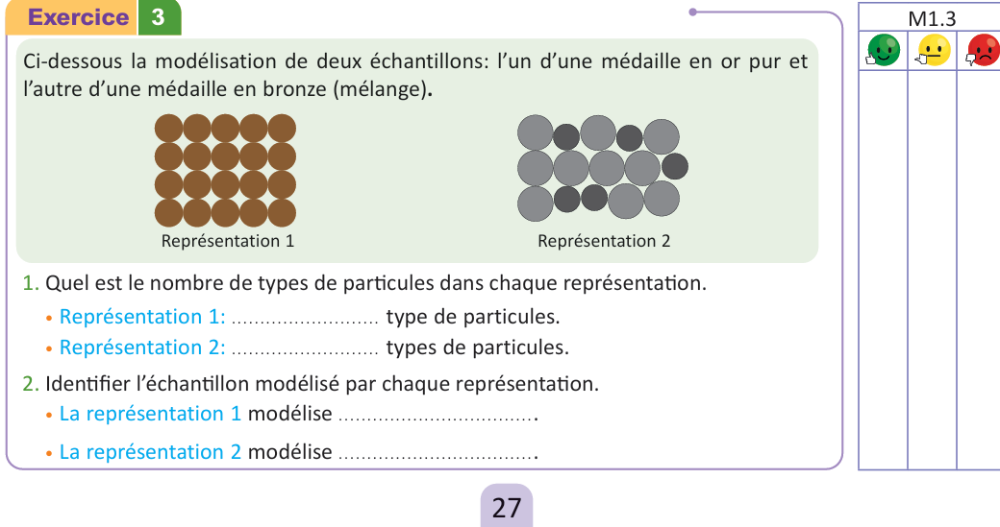 Exercice 3
M1.3
Ci-dessous la modélisation de deux échantillons: l’un d’une médaille en or pur et
l’autre d’une médaille en bronze (mélange).
Représentation 1
Représentation 2
1. Quel est le nombre de types de particules dans chaque représentation.
• Représentation 1: .......................... type de particules.
• Représentation 2: .......................... types de particules.
2. Identifier l’échantillon modélisé par chaque représentation.
• La représentation 1 modélise ..................................
• La représentation 2 modélise ..................................
27